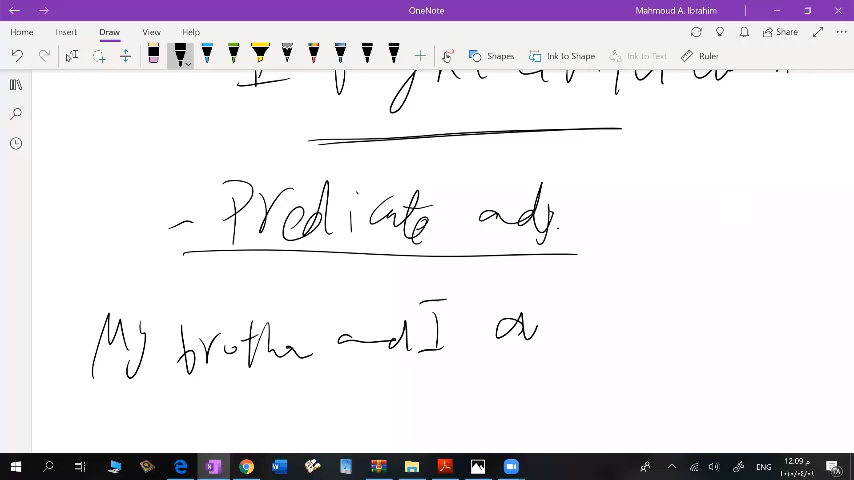 OneNote
Mahmoud A. Ibrahim
Home Insert Draw View Help
Share
Shapes Ink to Shape Ink to Text Ruler
- Predicate adj.
My brother and I a
ENG
12:09 م